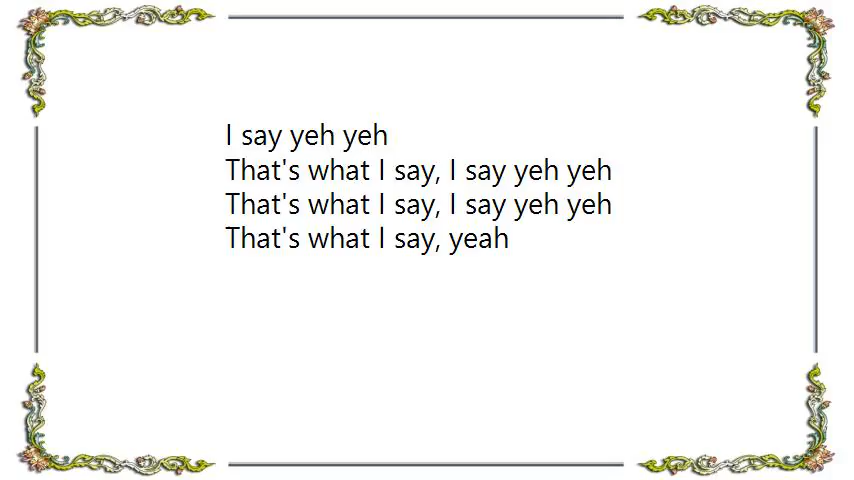 I say yeh yeh
That's what I say, I say yeh yeh
That's what I say, I say yeh yeh
That's what I say, yeah